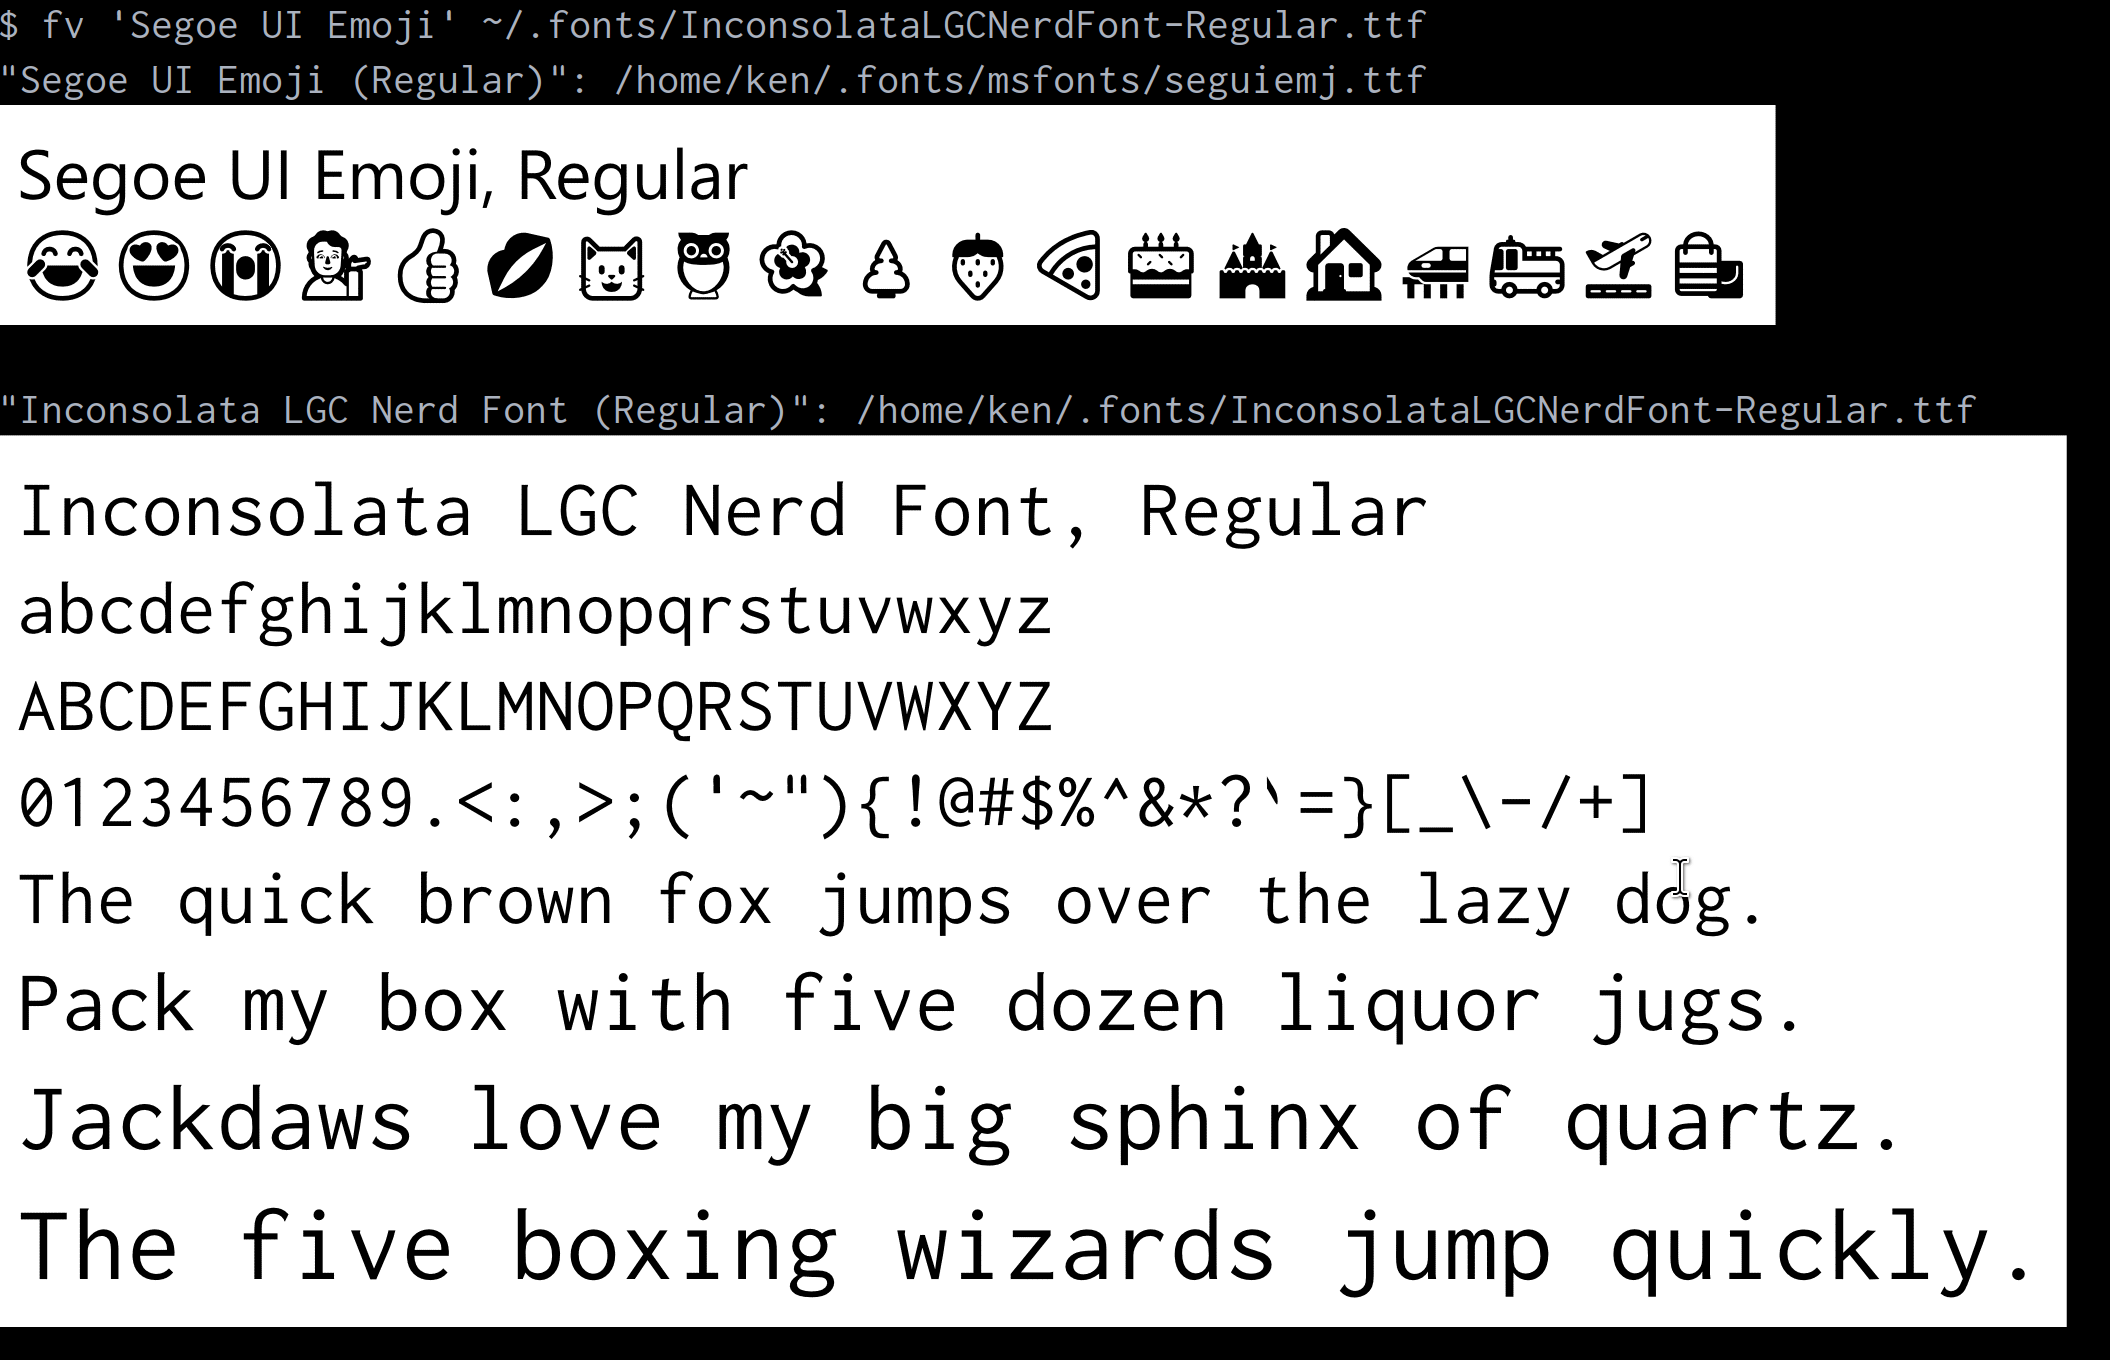 $ fv 'Segoe UI Emoji' ~/.fonts/InconsolataLGCNerdFont-Regular.ttf
"Segoe UI Emoji (Regular)": /home/ken/.fonts/msfonts/seguiemj.ttf
Segoe UI Emoji, Regular
"Inconsolata LGC Nerd Font (Regular)": /home/ken/.fonts/InconsolataLGCNerdFont-Regular.ttf
Inconsolata LGC Nerd Font, Regular
abcdefghijklmnopqrstuvwxyz
ABCDEFGHIJKLMNOPQRSTUVWXYZ
0123456789.<:,>;('~"){!@#$%^&*?`=}[_\-/+]
The quick brown fox jumps over the lazy dog.
Pack my box with five dozen liquor jugs.
Jackdaws love my big sphinx of quartz.
The five boxing wizards jump quickly.